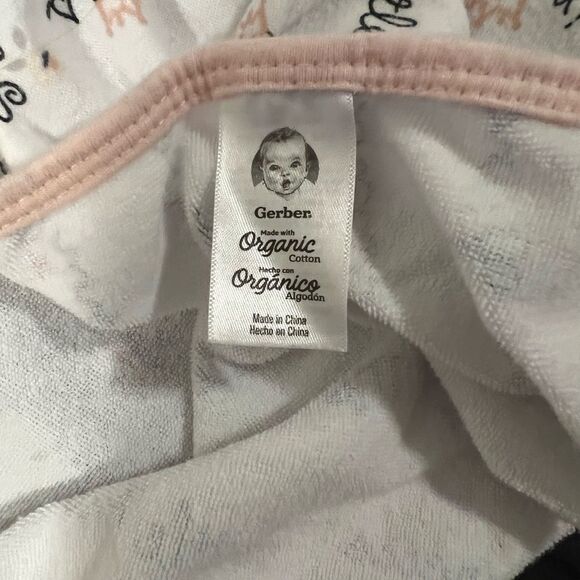 Gerber
Made with
Organic
Cotton
Hecho con
Orgánico
Algodón
Made in China
Hecho en China